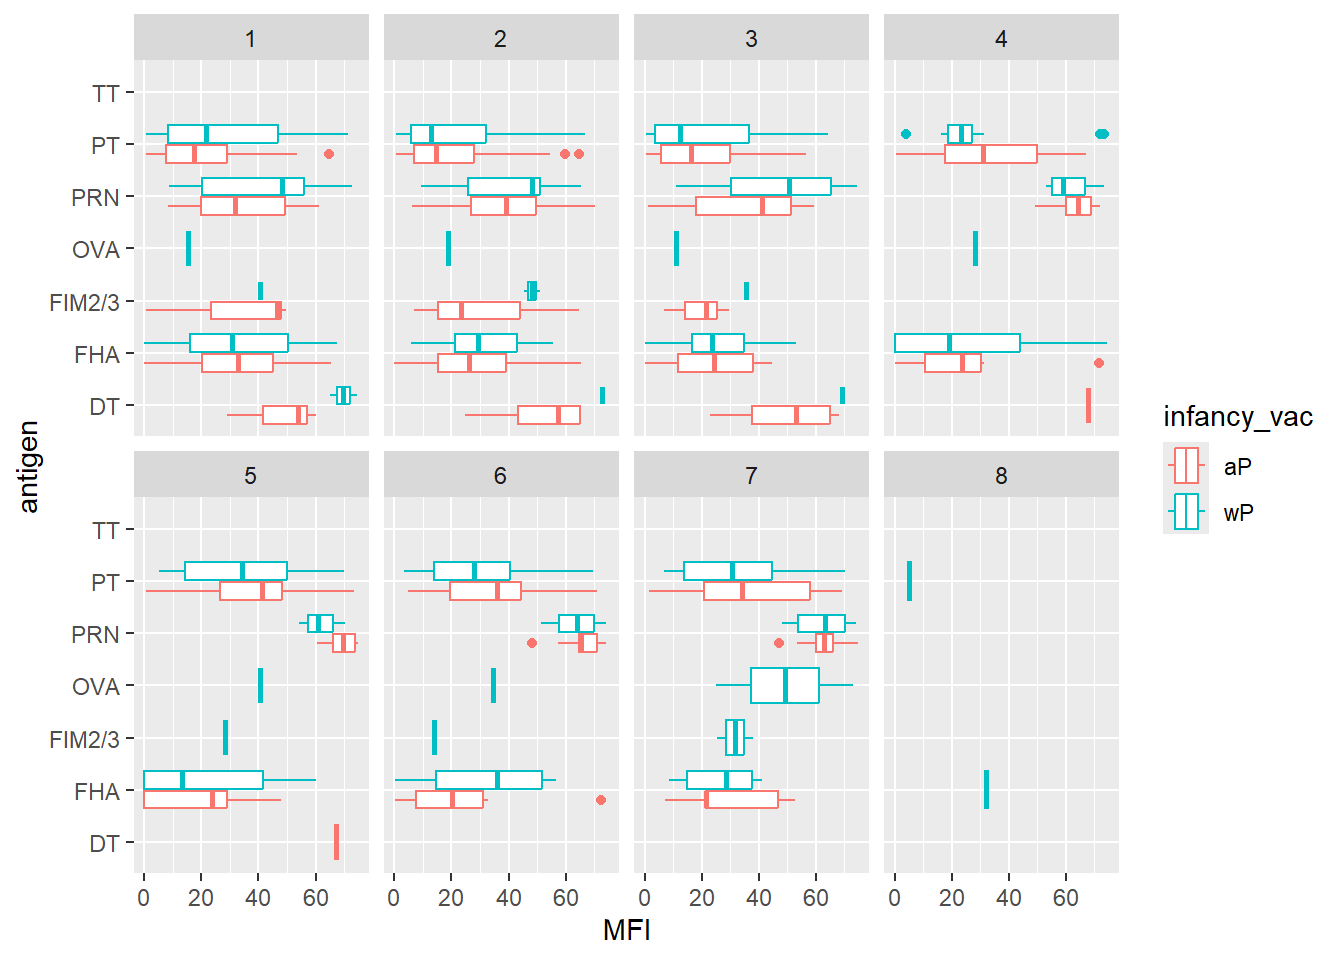 1 2 3 4
TT
PT
PRN
OVA
FIM2/3
FHA
DT
antigen
5 6 7 8
TT
PT
PRN
OVA
FIM2/3
FHA
DT
0 20 40 60 0 20 40 60 0 20 40 60 0 20 40 60
MFI
infancy_vac
aP
wP